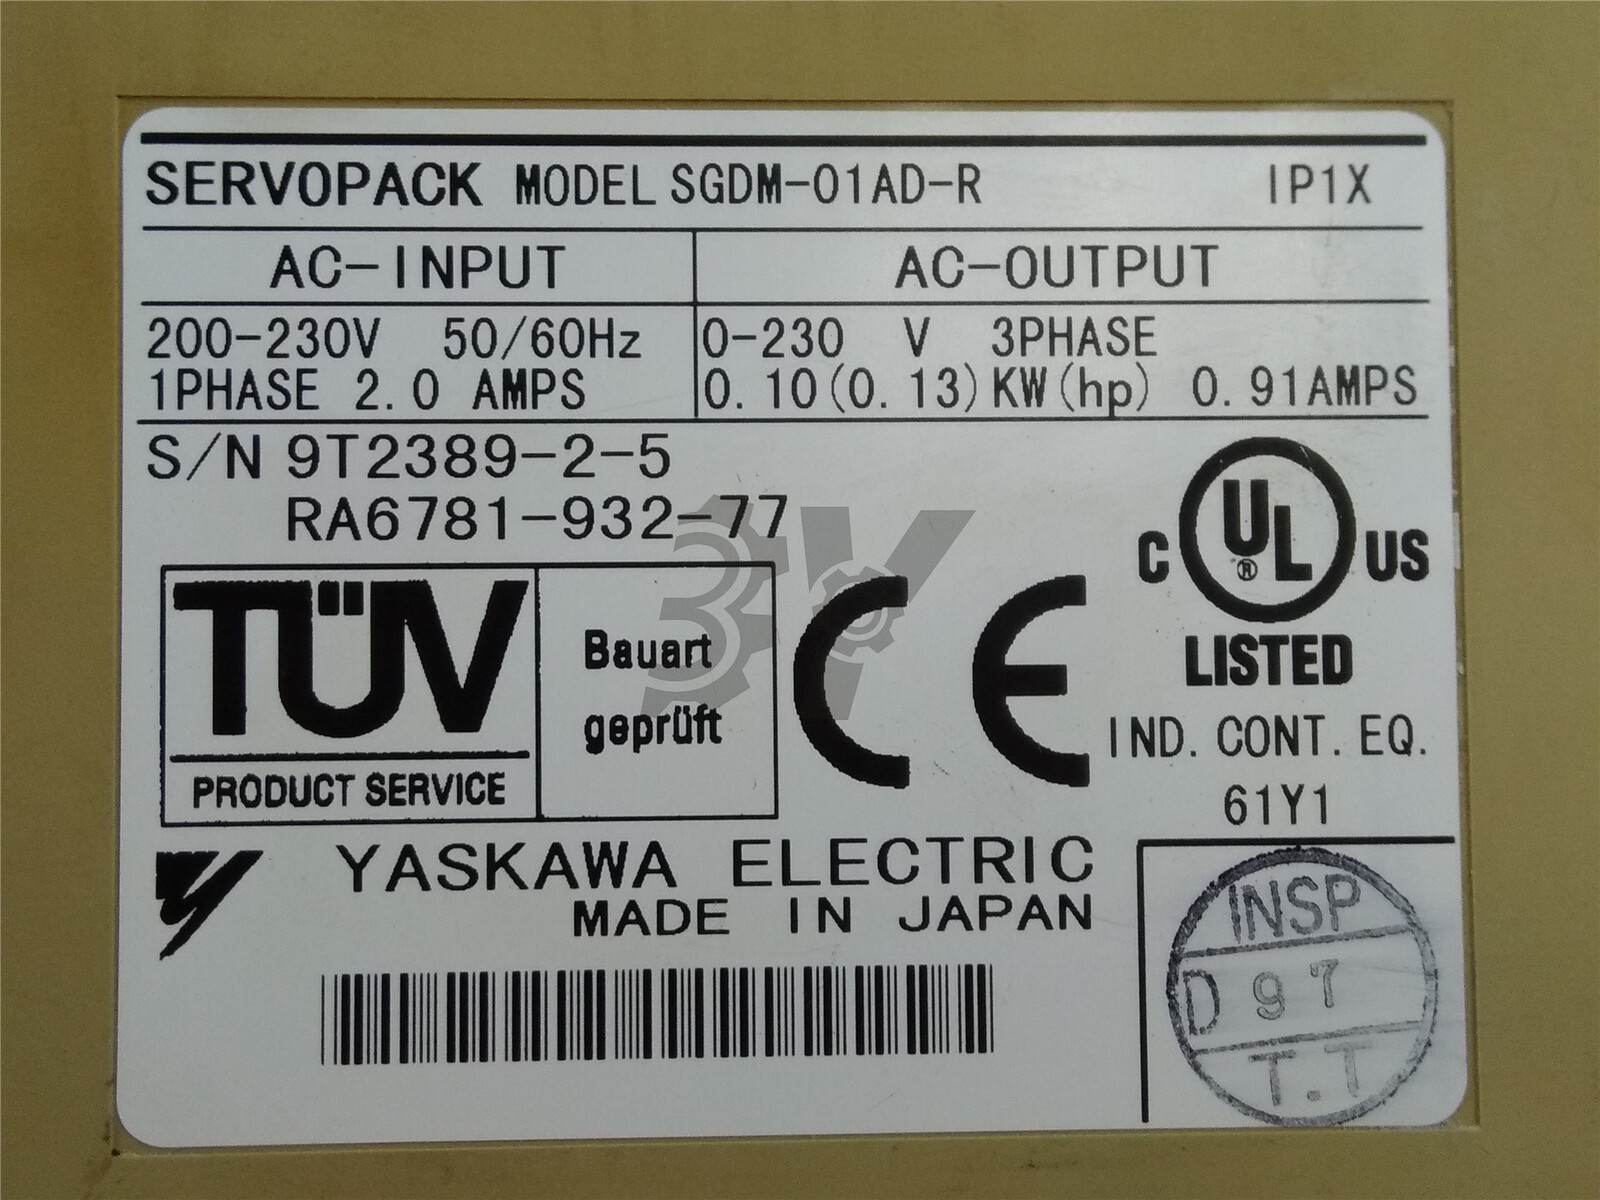 SERVOPACK MODEL SGDM-01AD-R IP1X
AC-INPUT AC-OUTPUT
200-230V 50/60Hz 0-230 V 3PHASE
1PHASE 2.0 AMPS 0.10(0.13)KW(hp) 0.91AMPS
S/N 9T2389-2-5
RA6781-932-77
3Y
C UL® US
LISTED
IND. CONT. EQ.
61Y1
TÜV
PRODUCT SERVICE
Bauart
geprüft
CE
YASKAWA ELECTRIC
MADE IN JAPAN
INSP
D 97
T.T